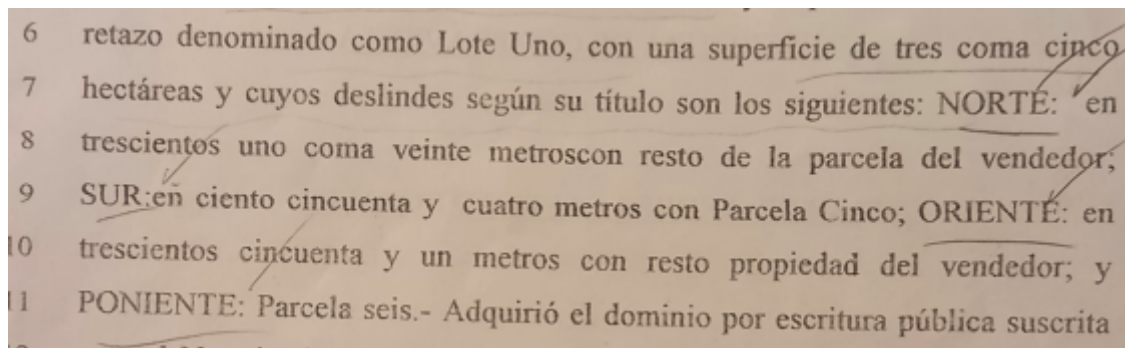 6 retazo denominado como Lote Uno, con una superficie de tres coma cinco
7 hectáreas y cuyos deslindes según su título son los siguientes: NORTE: en
8 trescientos uno coma veinte metroscon resto de la parcela del vendedor;
9 SUR:en ciento cincuenta y cuatro metros con Parcela Cinco; ORIENTE: en
10 trescientos cincuenta y un metros con resto propiedad del vendedor; y
11 PONIENTE: Parcela seis.- Adquirió el dominio por escritura pública suscrita